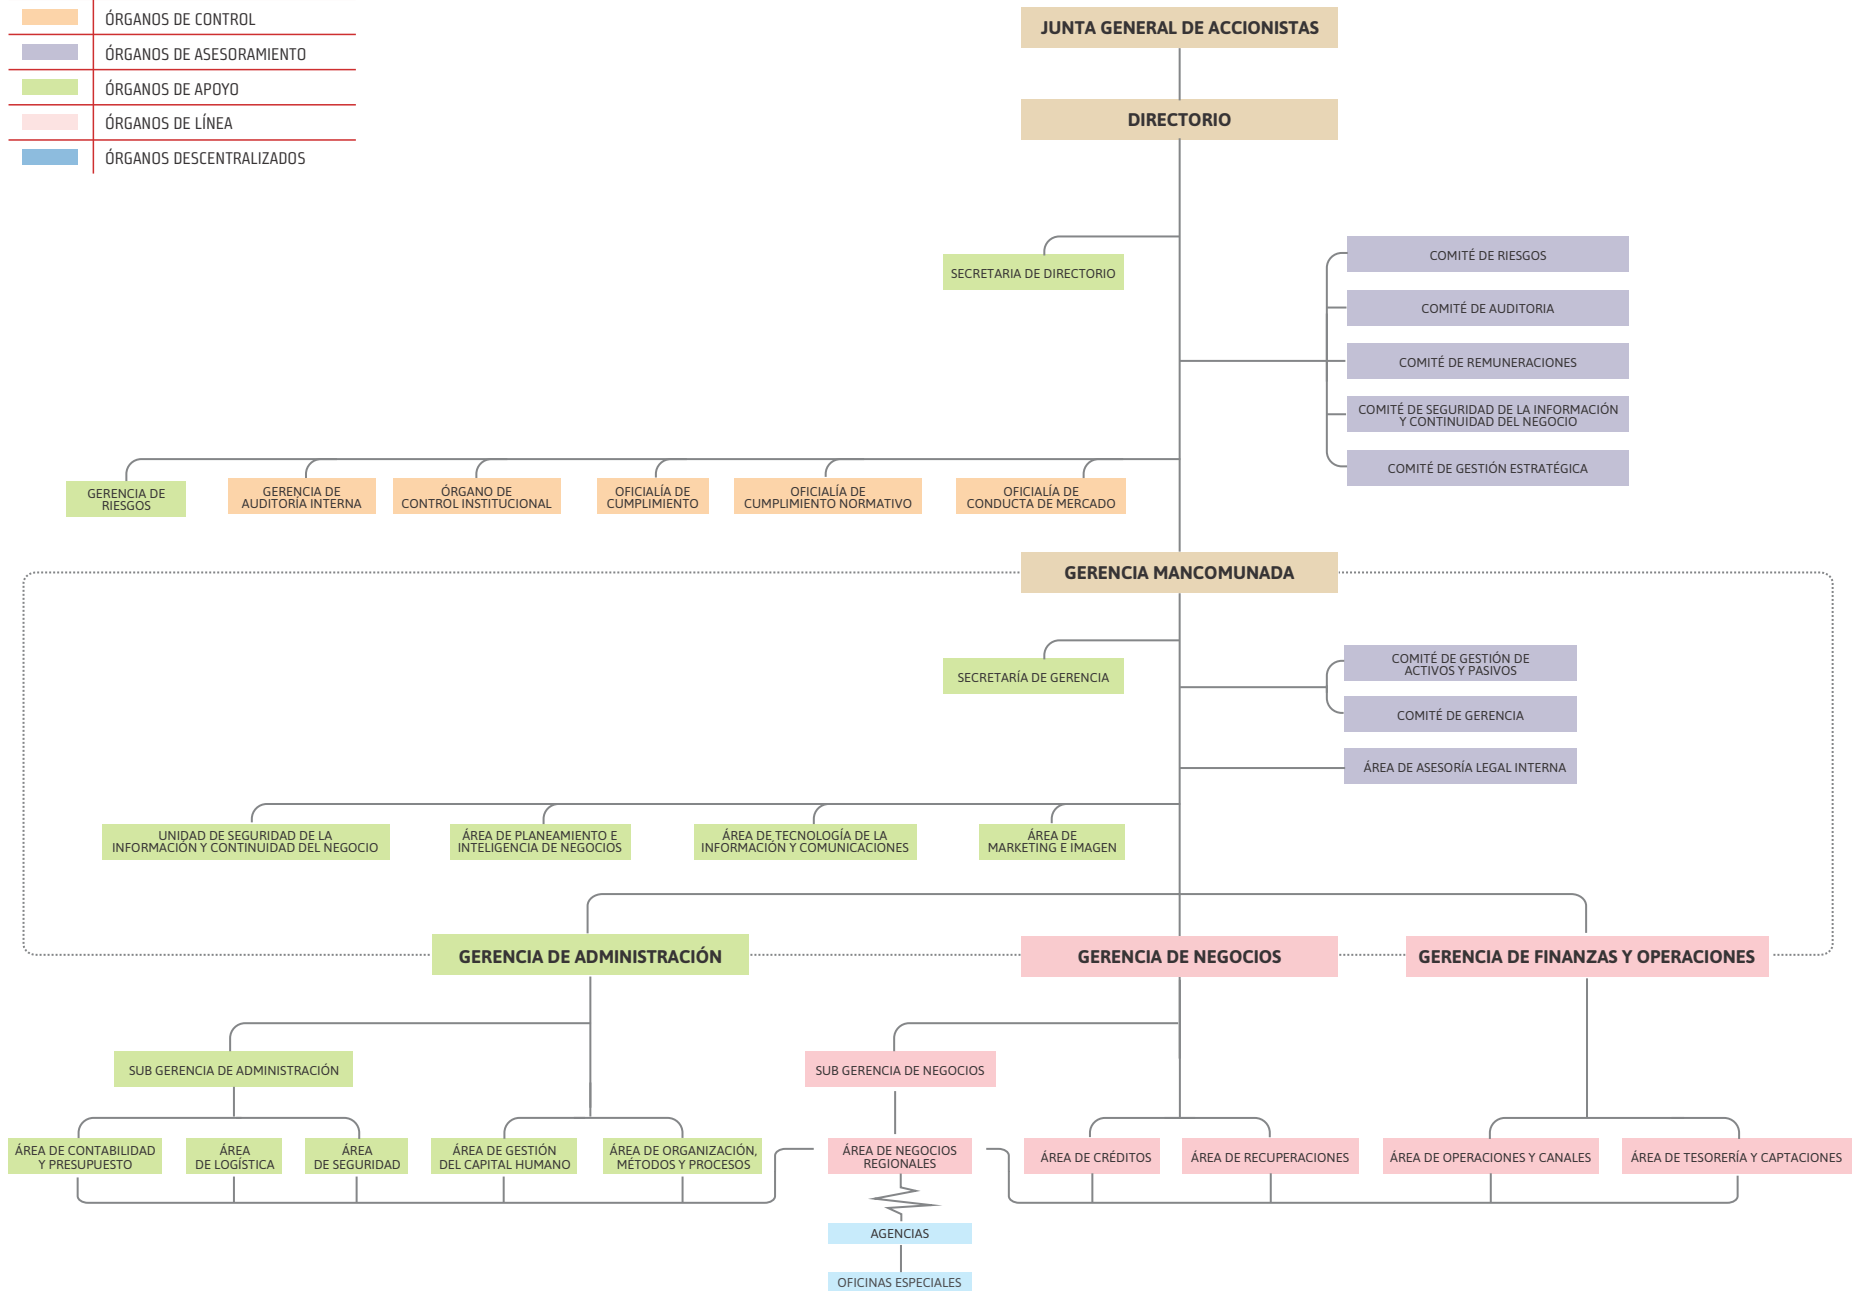 ÓRGANOS DE CONTROL
ÓRGANOS DE ASESORAMIENTO
ÓRGANOS DE APOYO
ÓRGANOS DE LÍNEA
ÓRGANOS DESCENTRALIZADOS
JUNTA GENERAL DE ACCIONISTAS
DIRECTORIO
SECRETARIA DE DIRECTORIO
COMITÉ DE RIESGOS
COMITÉ DE AUDITORIA
COMITÉ DE REMUNERACIONES
COMITÉ DE SEGURIDAD DE LA INFORMACIÓN
Y CONTINUIDAD DEL NEGOCIO
COMITÉ DE GESTIÓN ESTRATÉGICA
GERENCIA DE
RIESGOS
GERENCIA DE
AUDITORÍA INTERNA
ÓRGANO DE
CONTROL INSTITUCIONAL
OFICIALÍA DE
CUMPLIMIENTO
OFICIALÍA DE
CUMPLIMIENTO NORMATIVO
OFICIALÍA DE
CONDUCTA DE MERCADO
GERENCIA MANCOMUNADA
SECRETARÍA DE GERENCIA
COMITÉ DE GESTIÓN DE
ACTIVOS Y PASIVOS
COMITÉ DE GERENCIA
ÁREA DE ASESORÍA LEGAL INTERNA
UNIDAD DE SEGURIDAD DE LA
INFORMACIÓN Y CONTINUIDAD DEL NEGOCIO
ÁREA DE PLANEAMIENTO E
INTELIGENCIA DE NEGOCIOS
ÁREA DE TECNOLOGÍA DE LA
INFORMACIÓN Y COMUNICACIONES
ÁREA DE
MARKETING E IMAGEN
GERENCIA DE ADMINISTRACIÓN
GERENCIA DE NEGOCIOS
GERENCIA DE FINANZAS Y OPERACIONES
SUB GERENCIA DE ADMINISTRACIÓN
SUB GERENCIA DE NEGOCIOS
ÁREA DE CONTABILIDAD
Y PRESUPUESTO
ÁREA
DE LOGÍSTICA
ÁREA
DE SEGURIDAD
ÁREA DE GESTIÓN
DEL CAPITAL HUMANO
ÁREA DE ORGANIZACIÓN,
MÉTODOS Y PROCESOS
ÁREA DE NEGOCIOS
REGIONALES
ÁREA DE CRÉDITOS
ÁREA DE RECUPERACIONES
ÁREA DE OPERACIONES Y CANALES
ÁREA DE TESORERÍA Y CAPTACIONES
AGENCIAS
OFICINAS ESPECIALES